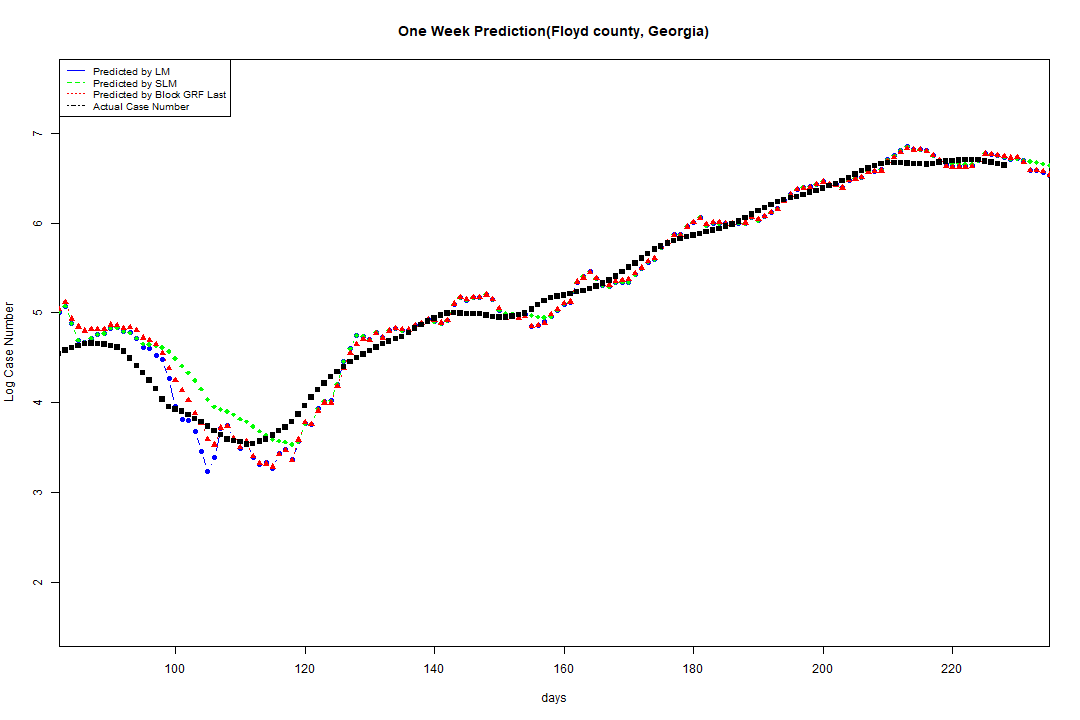 One Week Prediction(Floyd county, Georgia)
Predicted by LM
Predicted by SLM
Predicted by Block GRF Last
Actual Case Number
7
6
5
4
3
2
Log Case Number
100 120 140 160 180 200 220
days